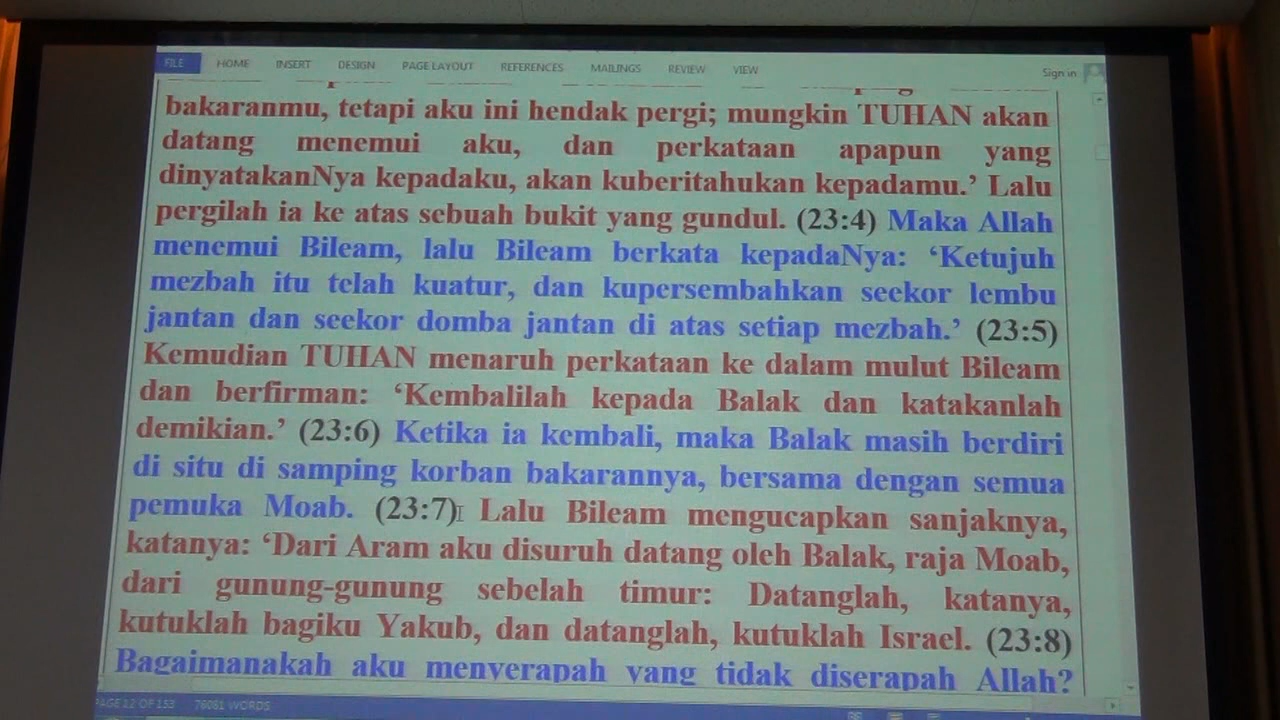 FILE HOME INSERT DESIGN PAGE LAYOUT REFERENCES MAILINGS REVIEW VIEW Sign in
bakaranmu, tetapi aku ini hendak pergi; mungkin TUHAN akan
datang menemui aku, dan perkataan apapun yang
dinyatakanNya kepadaku, akan kuberitahukan kepadamu.’ Lalu
pergilah ia ke atas sebuah bukit yang gundul. (23:4) Maka Allah
menemui Bileam, lalu Bileam berkata kepadaNya: ‘Ketujuh
mezbah itu telah kuatur, dan kupersembahkan seekor lembu
jantan dan seekor domba jantan di atas setiap mezbah.’ (23:5)
Kemudian TUHAN menaruh perkataan ke dalam mulut Bileam
dan berfirman: ‘Kembalilah kepada Balak dan katakanlah
demikian.’ (23:6) Ketika ia kembali, maka Balak masih berdiri
di situ di samping korban bakarannya, bersama dengan semua
pemuka Moab. (23:7) Lalu Bileam mengucapkan sanjaknya,
katanya: ‘Dari Aram aku disuruh datang oleh Balak, raja Moab,
dari gunung-gunung sebelah timur: Datanglah, katanya,
kutuklah bagiku Yakub, dan datanglah, kutuklah Israel. (23:8)
Bagaimanakah aku menyerapah yang tidak diserapah Allah?
PAGE 12 OF 153 76081 WORDS